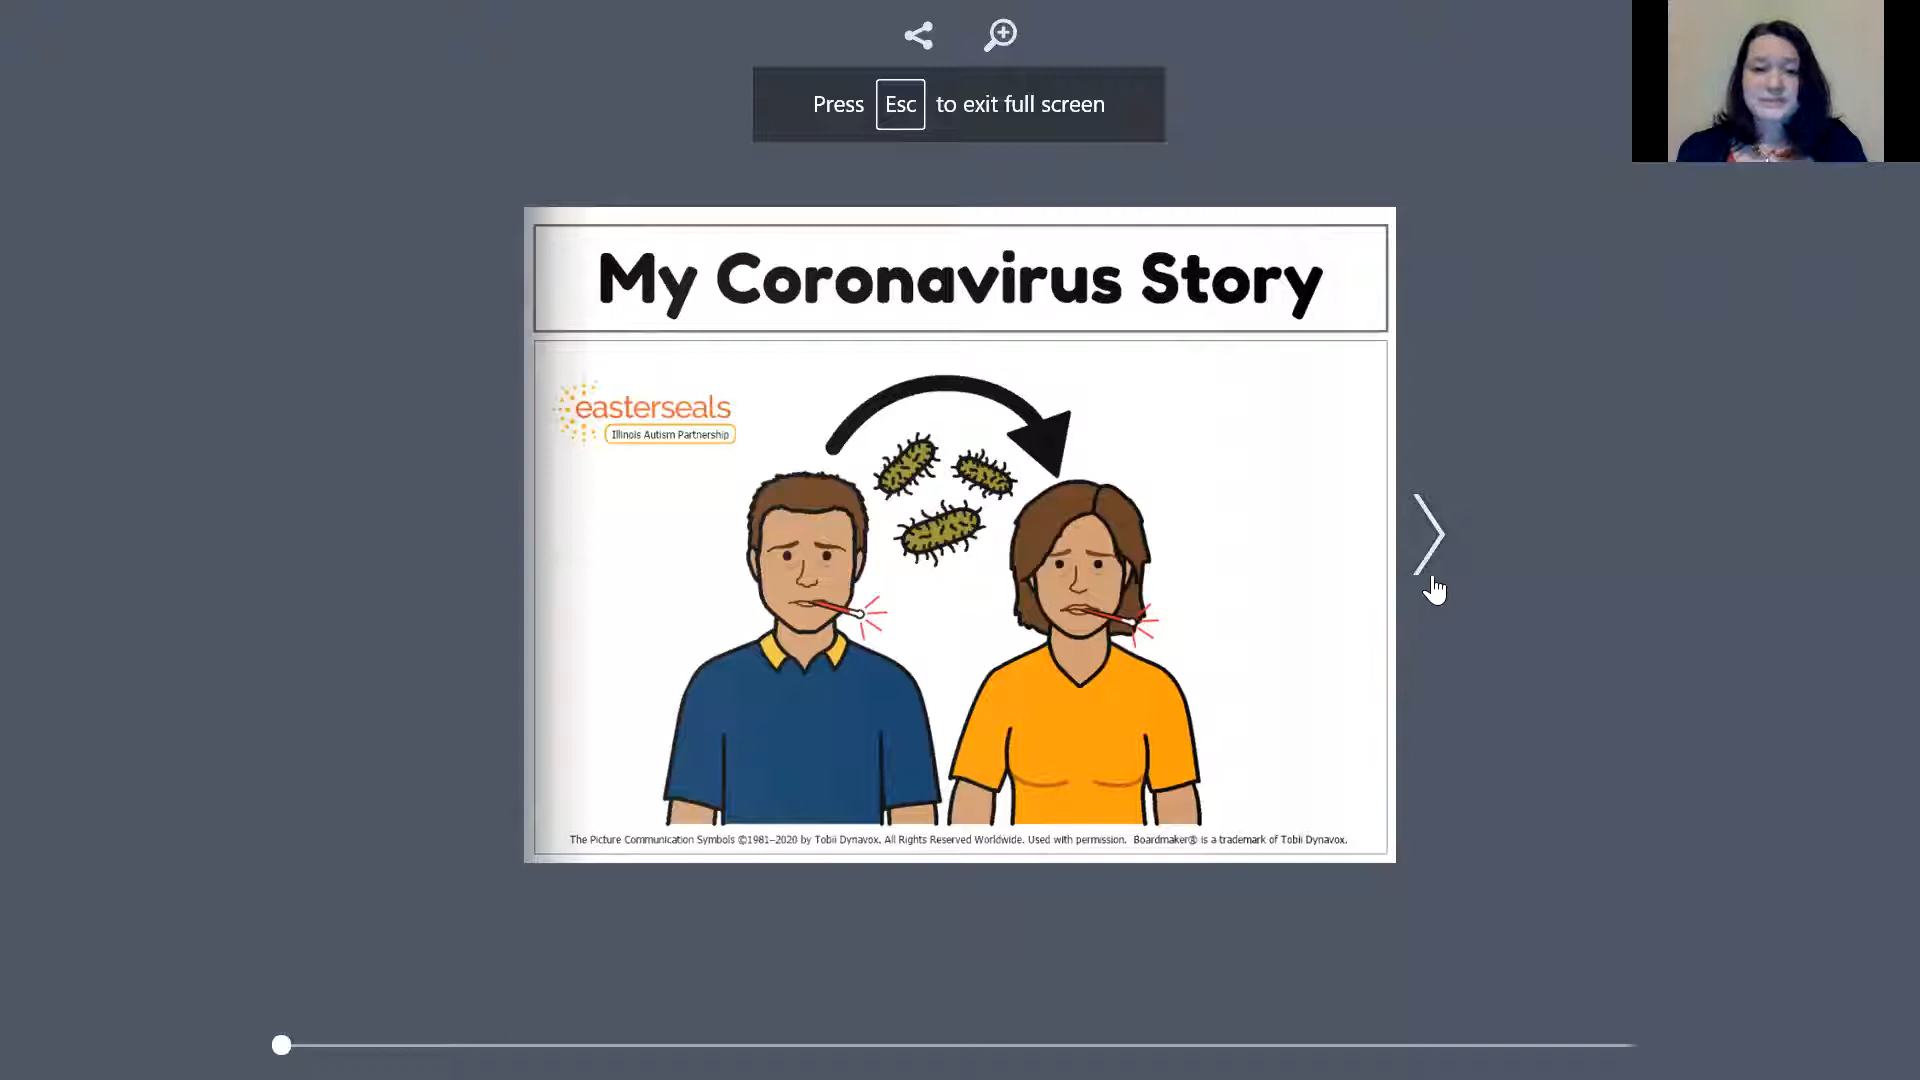 Press Esc to exit full screen
My Coronavirus Story
easterseals
Illinois Autism Partnership
The Picture Communication Symbols ©1981–2020 by Tobii Dynavox. All Rights Reserved Worldwide. Used with permission. Boardmaker® is a trademark of Tobii Dynavox.